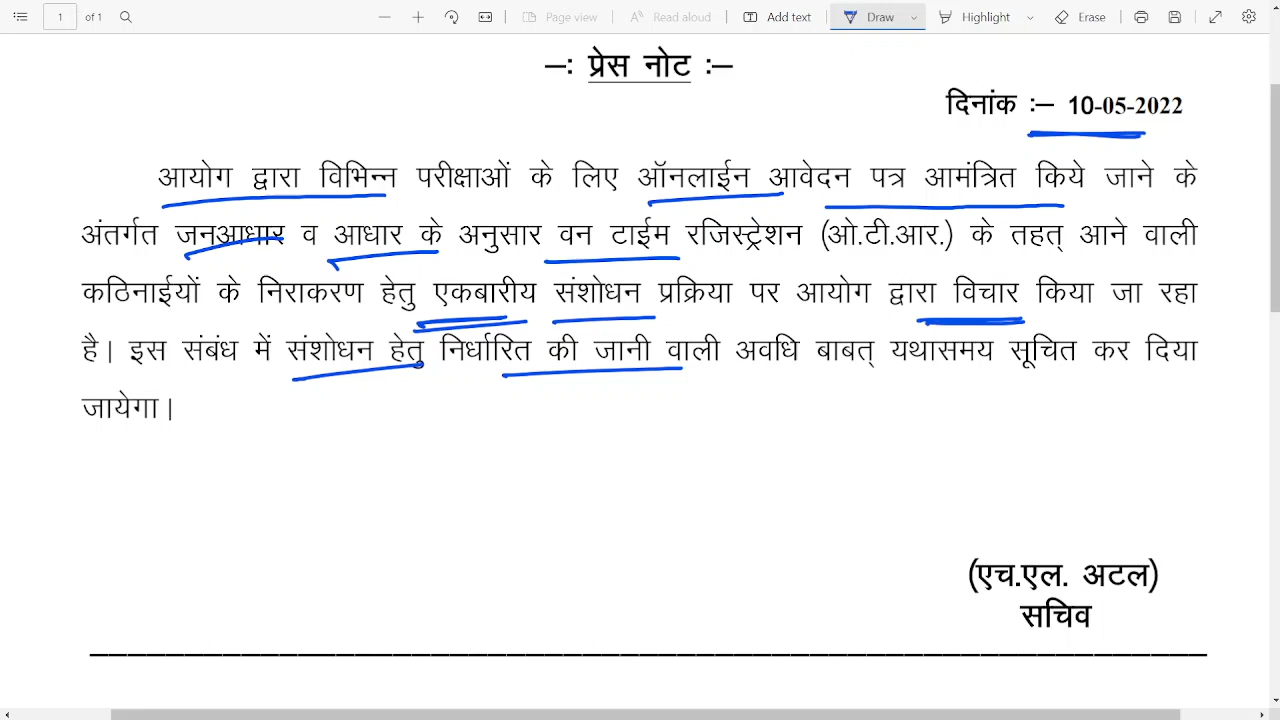 1 of 1 Page view Read aloud Add text Draw Highlight Erase
–: प्रेस नोट :–
दिनांक :– 10-05-2022
आयोग द्वारा विभिन्न परीक्षाओं के लिए ऑनलाईन आवेदन पत्र आमंत्रित किये जाने के
अंतर्गत जनआधार व आधार के अनुसार वन टाईम रजिस्ट्रेशन (ओ.टी.आर.) के तहत् आने वाली
कठिनाईयों के निराकरण हेतु एकबारीय संशोधन प्रक्रिया पर आयोग द्वारा विचार किया जा रहा
है। इस संबंध में संशोधन हेतु निर्धारित की जानी वाली अवधि बाबत् यथासमय सूचित कर दिया
जायेगा।
(एच.एल. अटल)
सचिव